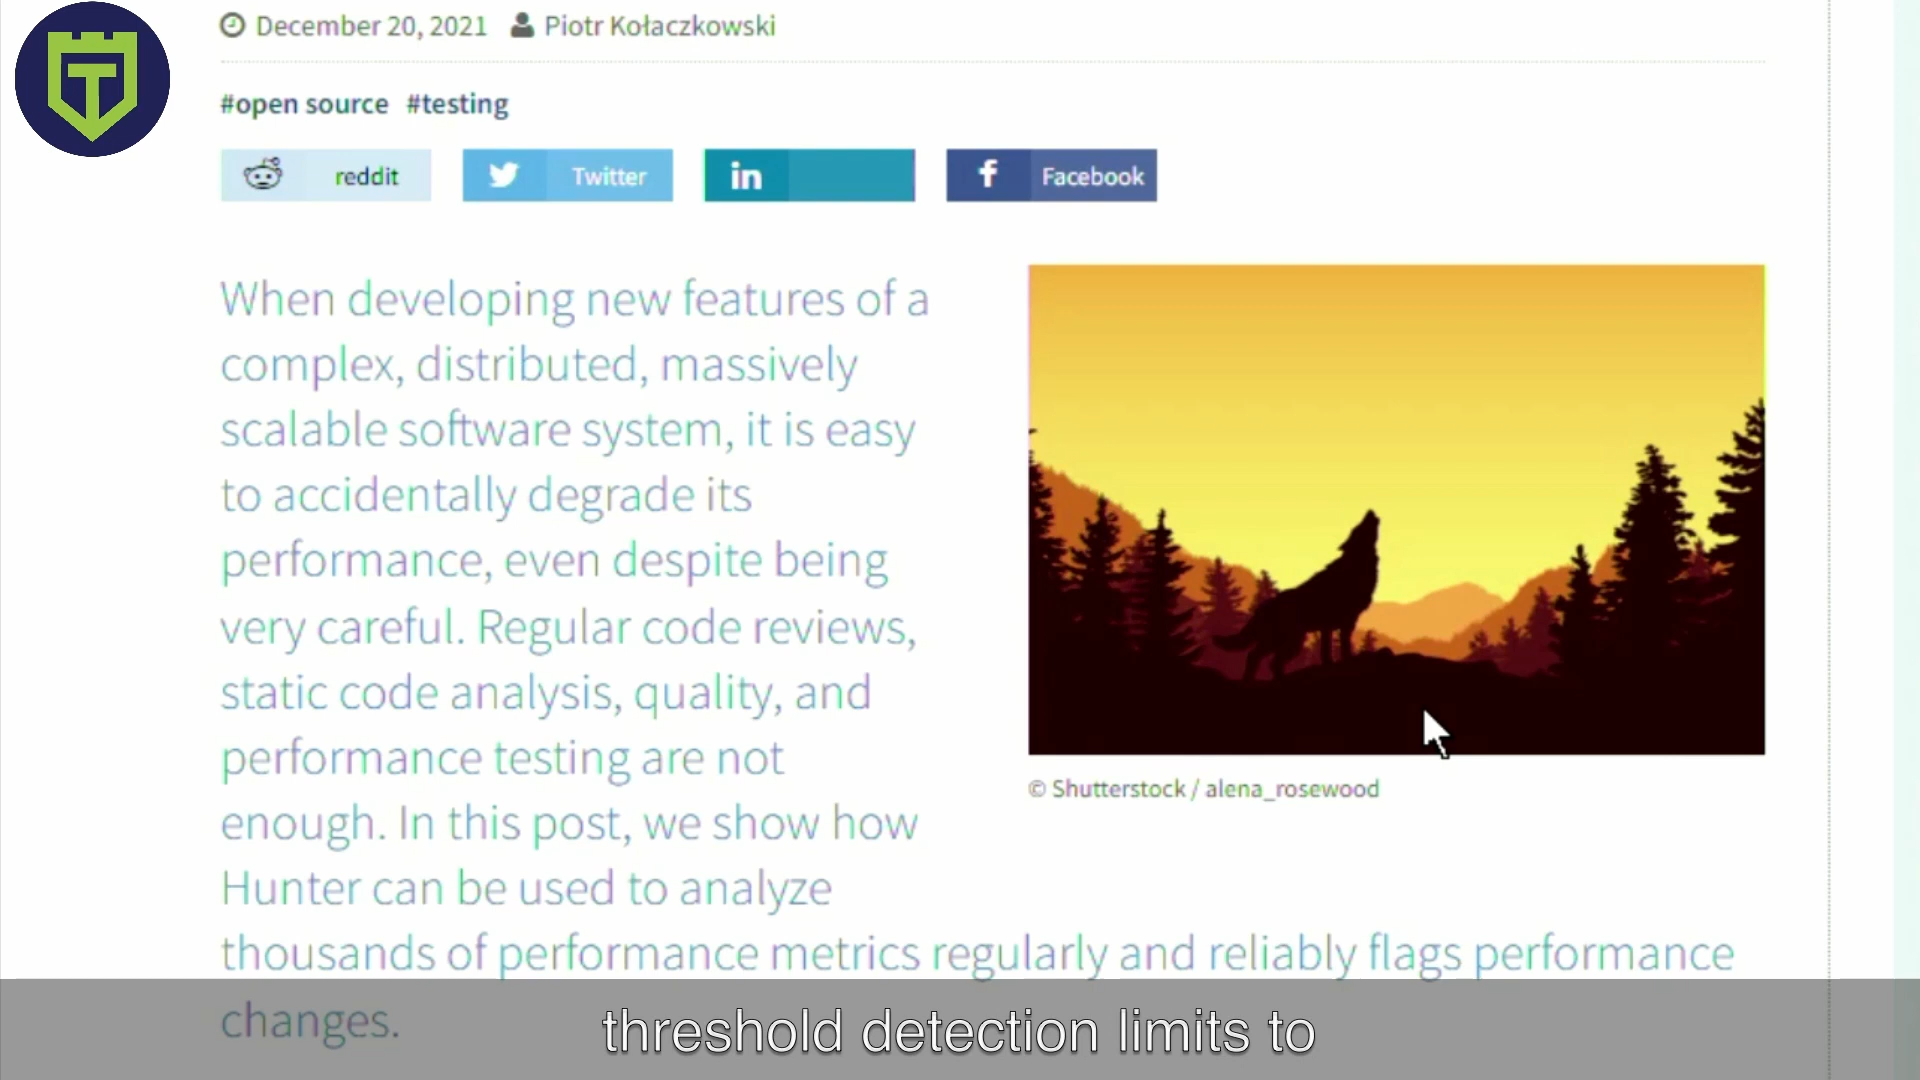 December 20, 2021 Piotr Kołaczkowski
#open source #testing
reddit Twitter in Facebook
When developing new features of a
complex, distributed, massively
scalable software system, it is easy
to accidentally degrade its
performance, even despite being
very careful. Regular code reviews,
static code analysis, quality, and
performance testing are not
enough. In this post, we show how
Hunter can be used to analyze
thousands of performance metrics regularly and reliably flags performance
changes.
© Shutterstock / alena_rosewood
threshold detection limits to